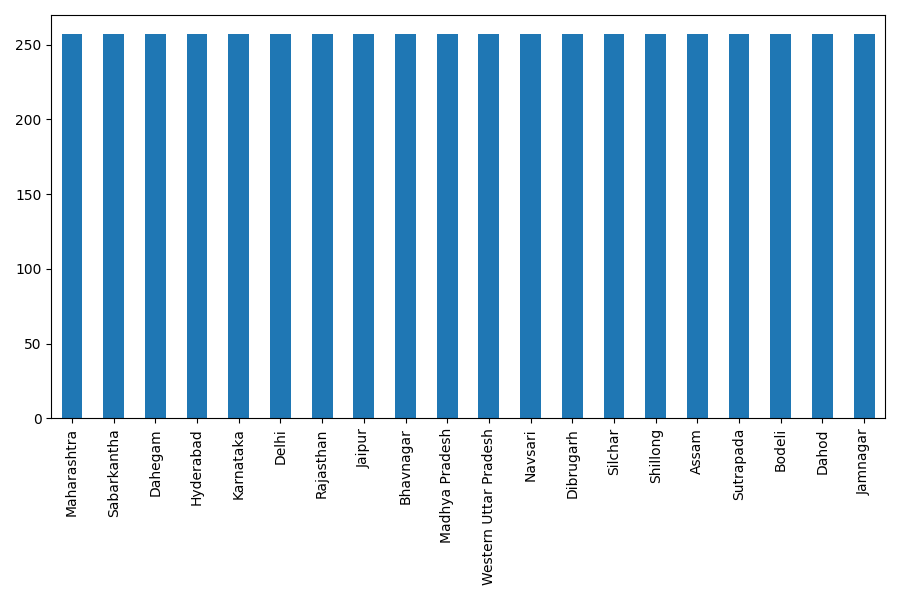 250
200
150
100
50
0
Maharashtra
Sabarkantha
Dahegam
Hyderabad
Karnataka
Delhi
Rajasthan
Jaipur
Bhavnagar
Madhya Pradesh
Western Uttar Pradesh
Navsari
Dibrugarh
Silchar
Shillong
Assam
Sutrapada
Bodeli
Dahod
Jamnagar